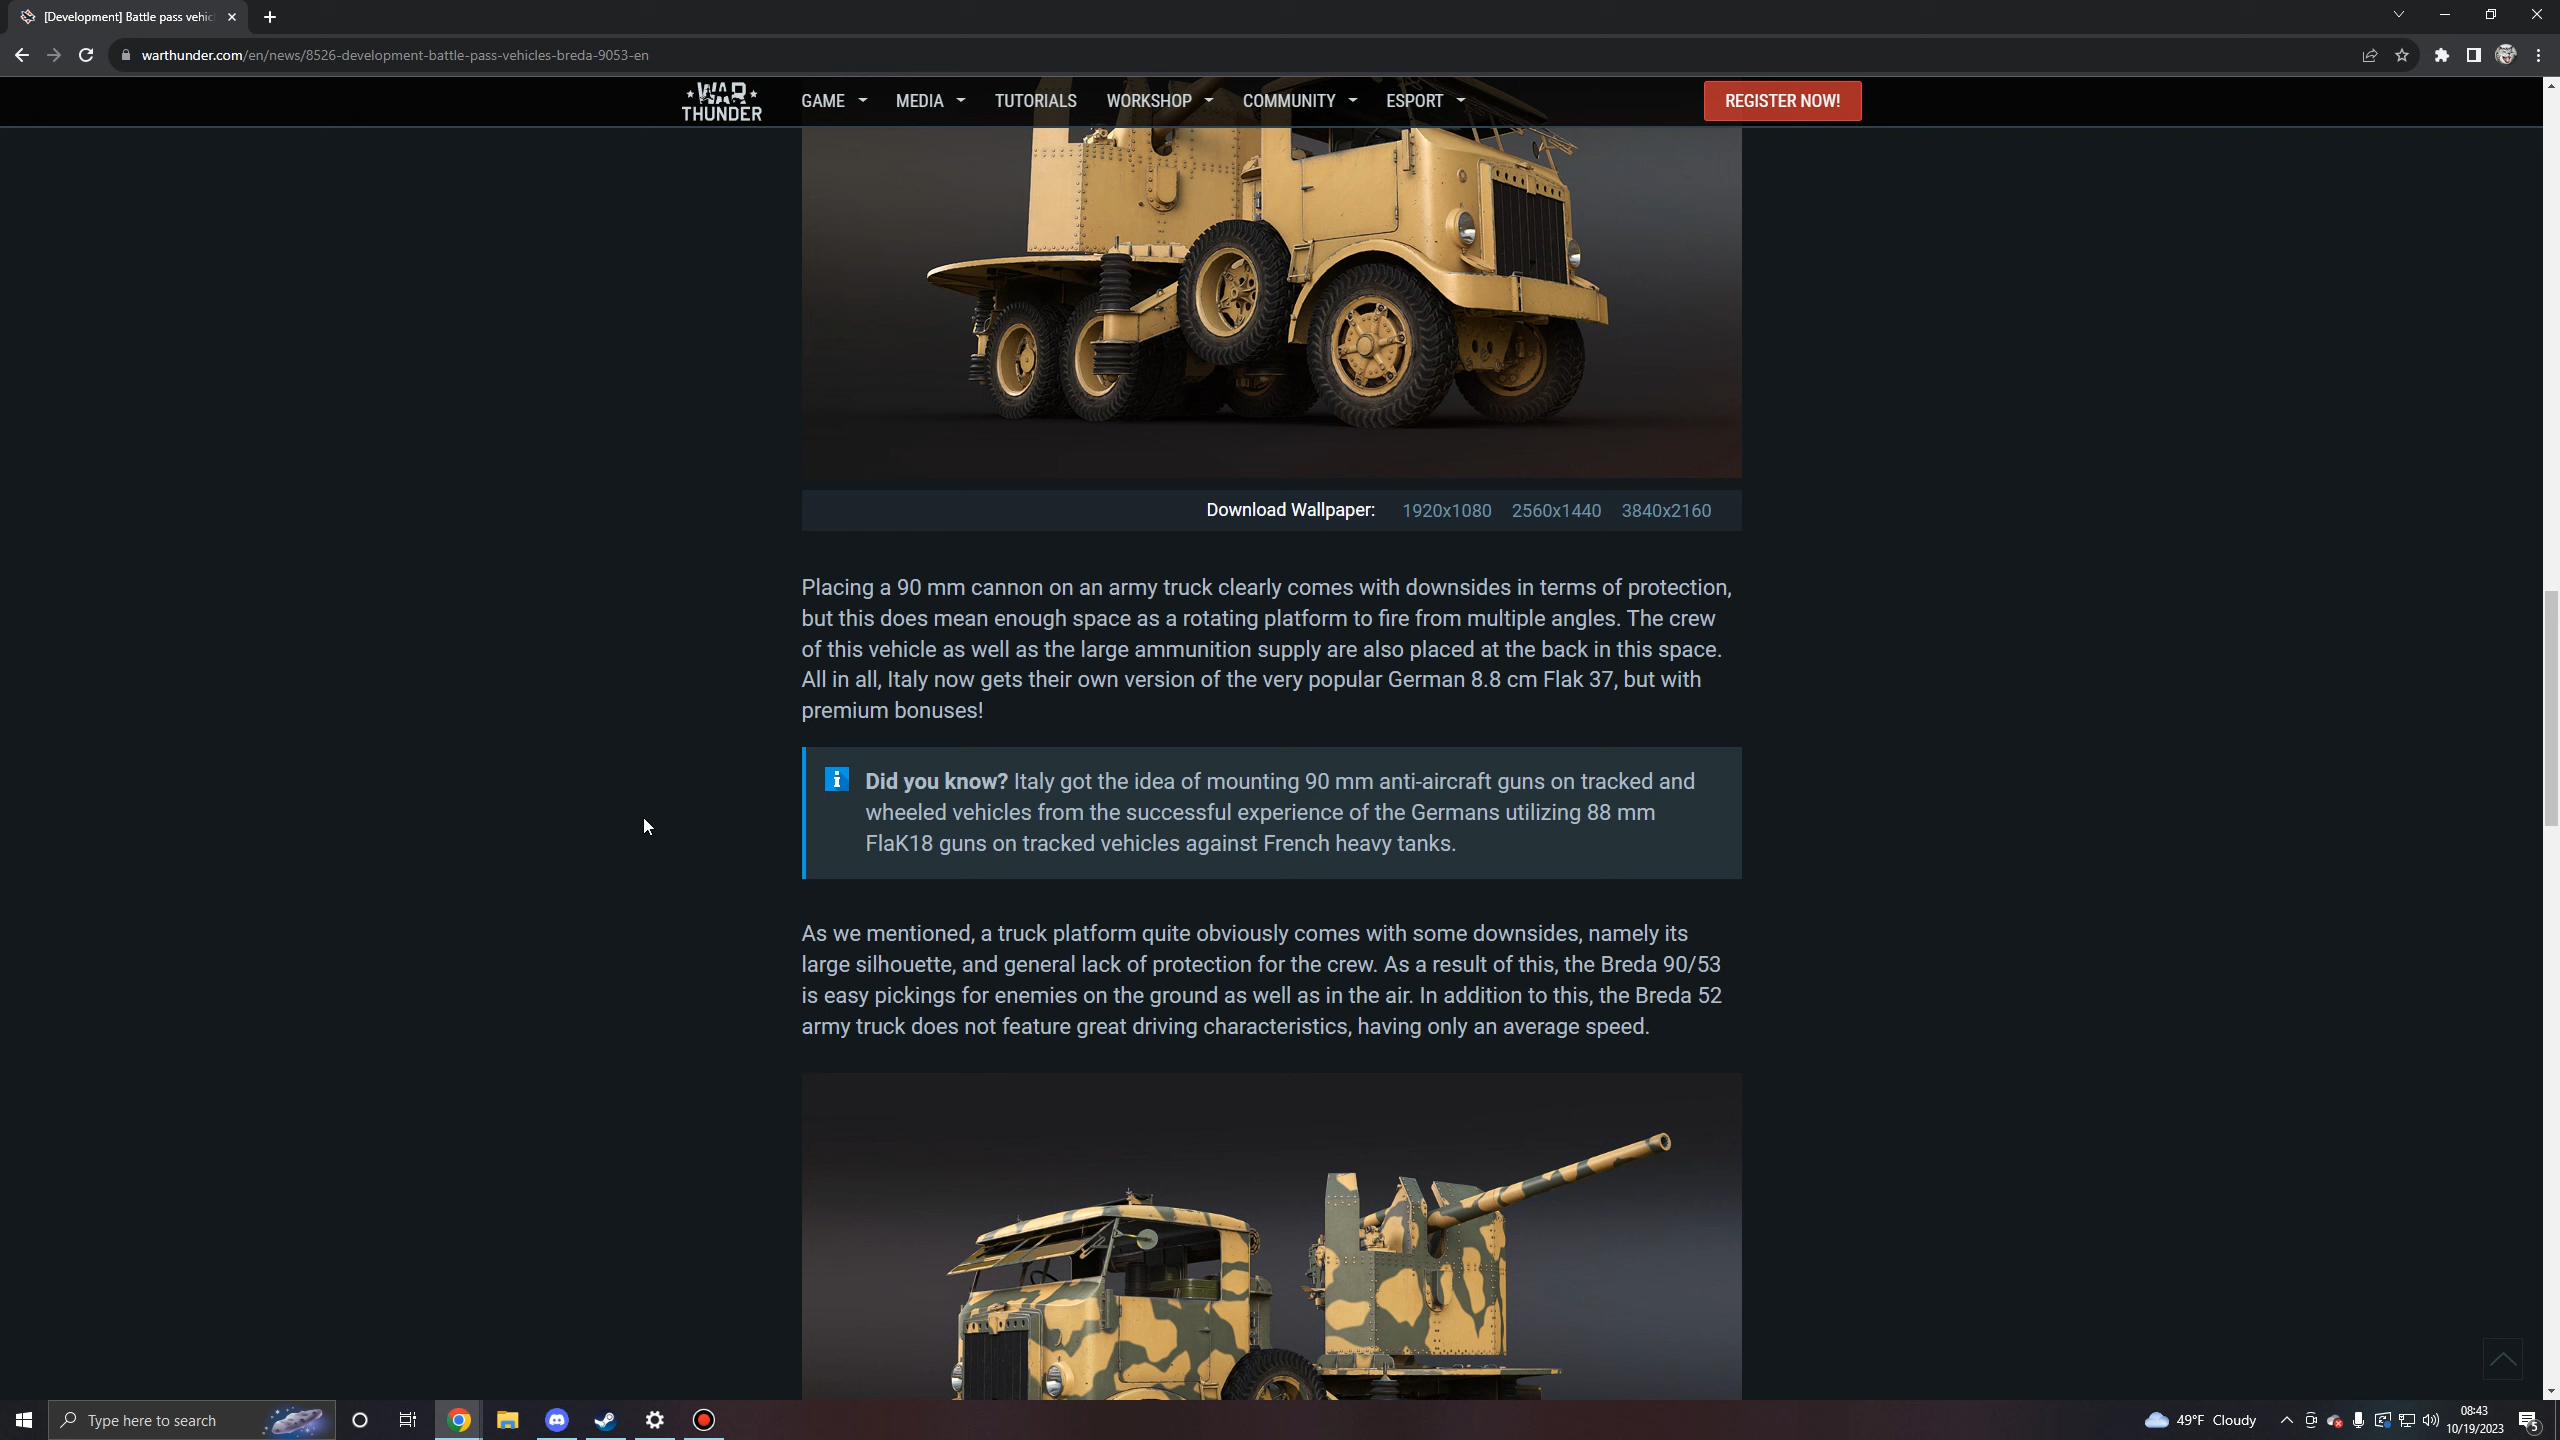 [Development] Battle pass vehic
warthunder.com/en/news/8526-development-battle-pass-vehicles-breda-9053-en
WAR THUNDER
GAME MEDIA TUTORIALS WORKSHOP COMMUNITY ESPORT REGISTER NOW!
Download Wallpaper: 1920x1080 2560x1440 3840x2160
Placing a 90 mm cannon on an army truck clearly comes with downsides in terms of protection,
but this does mean enough space as a rotating platform to fire from multiple angles. The crew
of this vehicle as well as the large ammunition supply are also placed at the back in this space.
All in all, Italy now gets their own version of the very popular German 8.8 cm Flak 37, but with
premium bonuses!
Did you know? Italy got the idea of mounting 90 mm anti-aircraft guns on tracked and
wheeled vehicles from the successful experience of the Germans utilizing 88 mm
FlaK18 guns on tracked vehicles against French heavy tanks.
As we mentioned, a truck platform quite obviously comes with some downsides, namely its
large silhouette, and general lack of protection for the crew. As a result of this, the Breda 90/53
is easy pickings for enemies on the ground as well as in the air. In addition to this, the Breda 52
army truck does not feature great driving characteristics, having only an average speed.
Type here to search
49°F Cloudy
08:43
10/19/2023
5